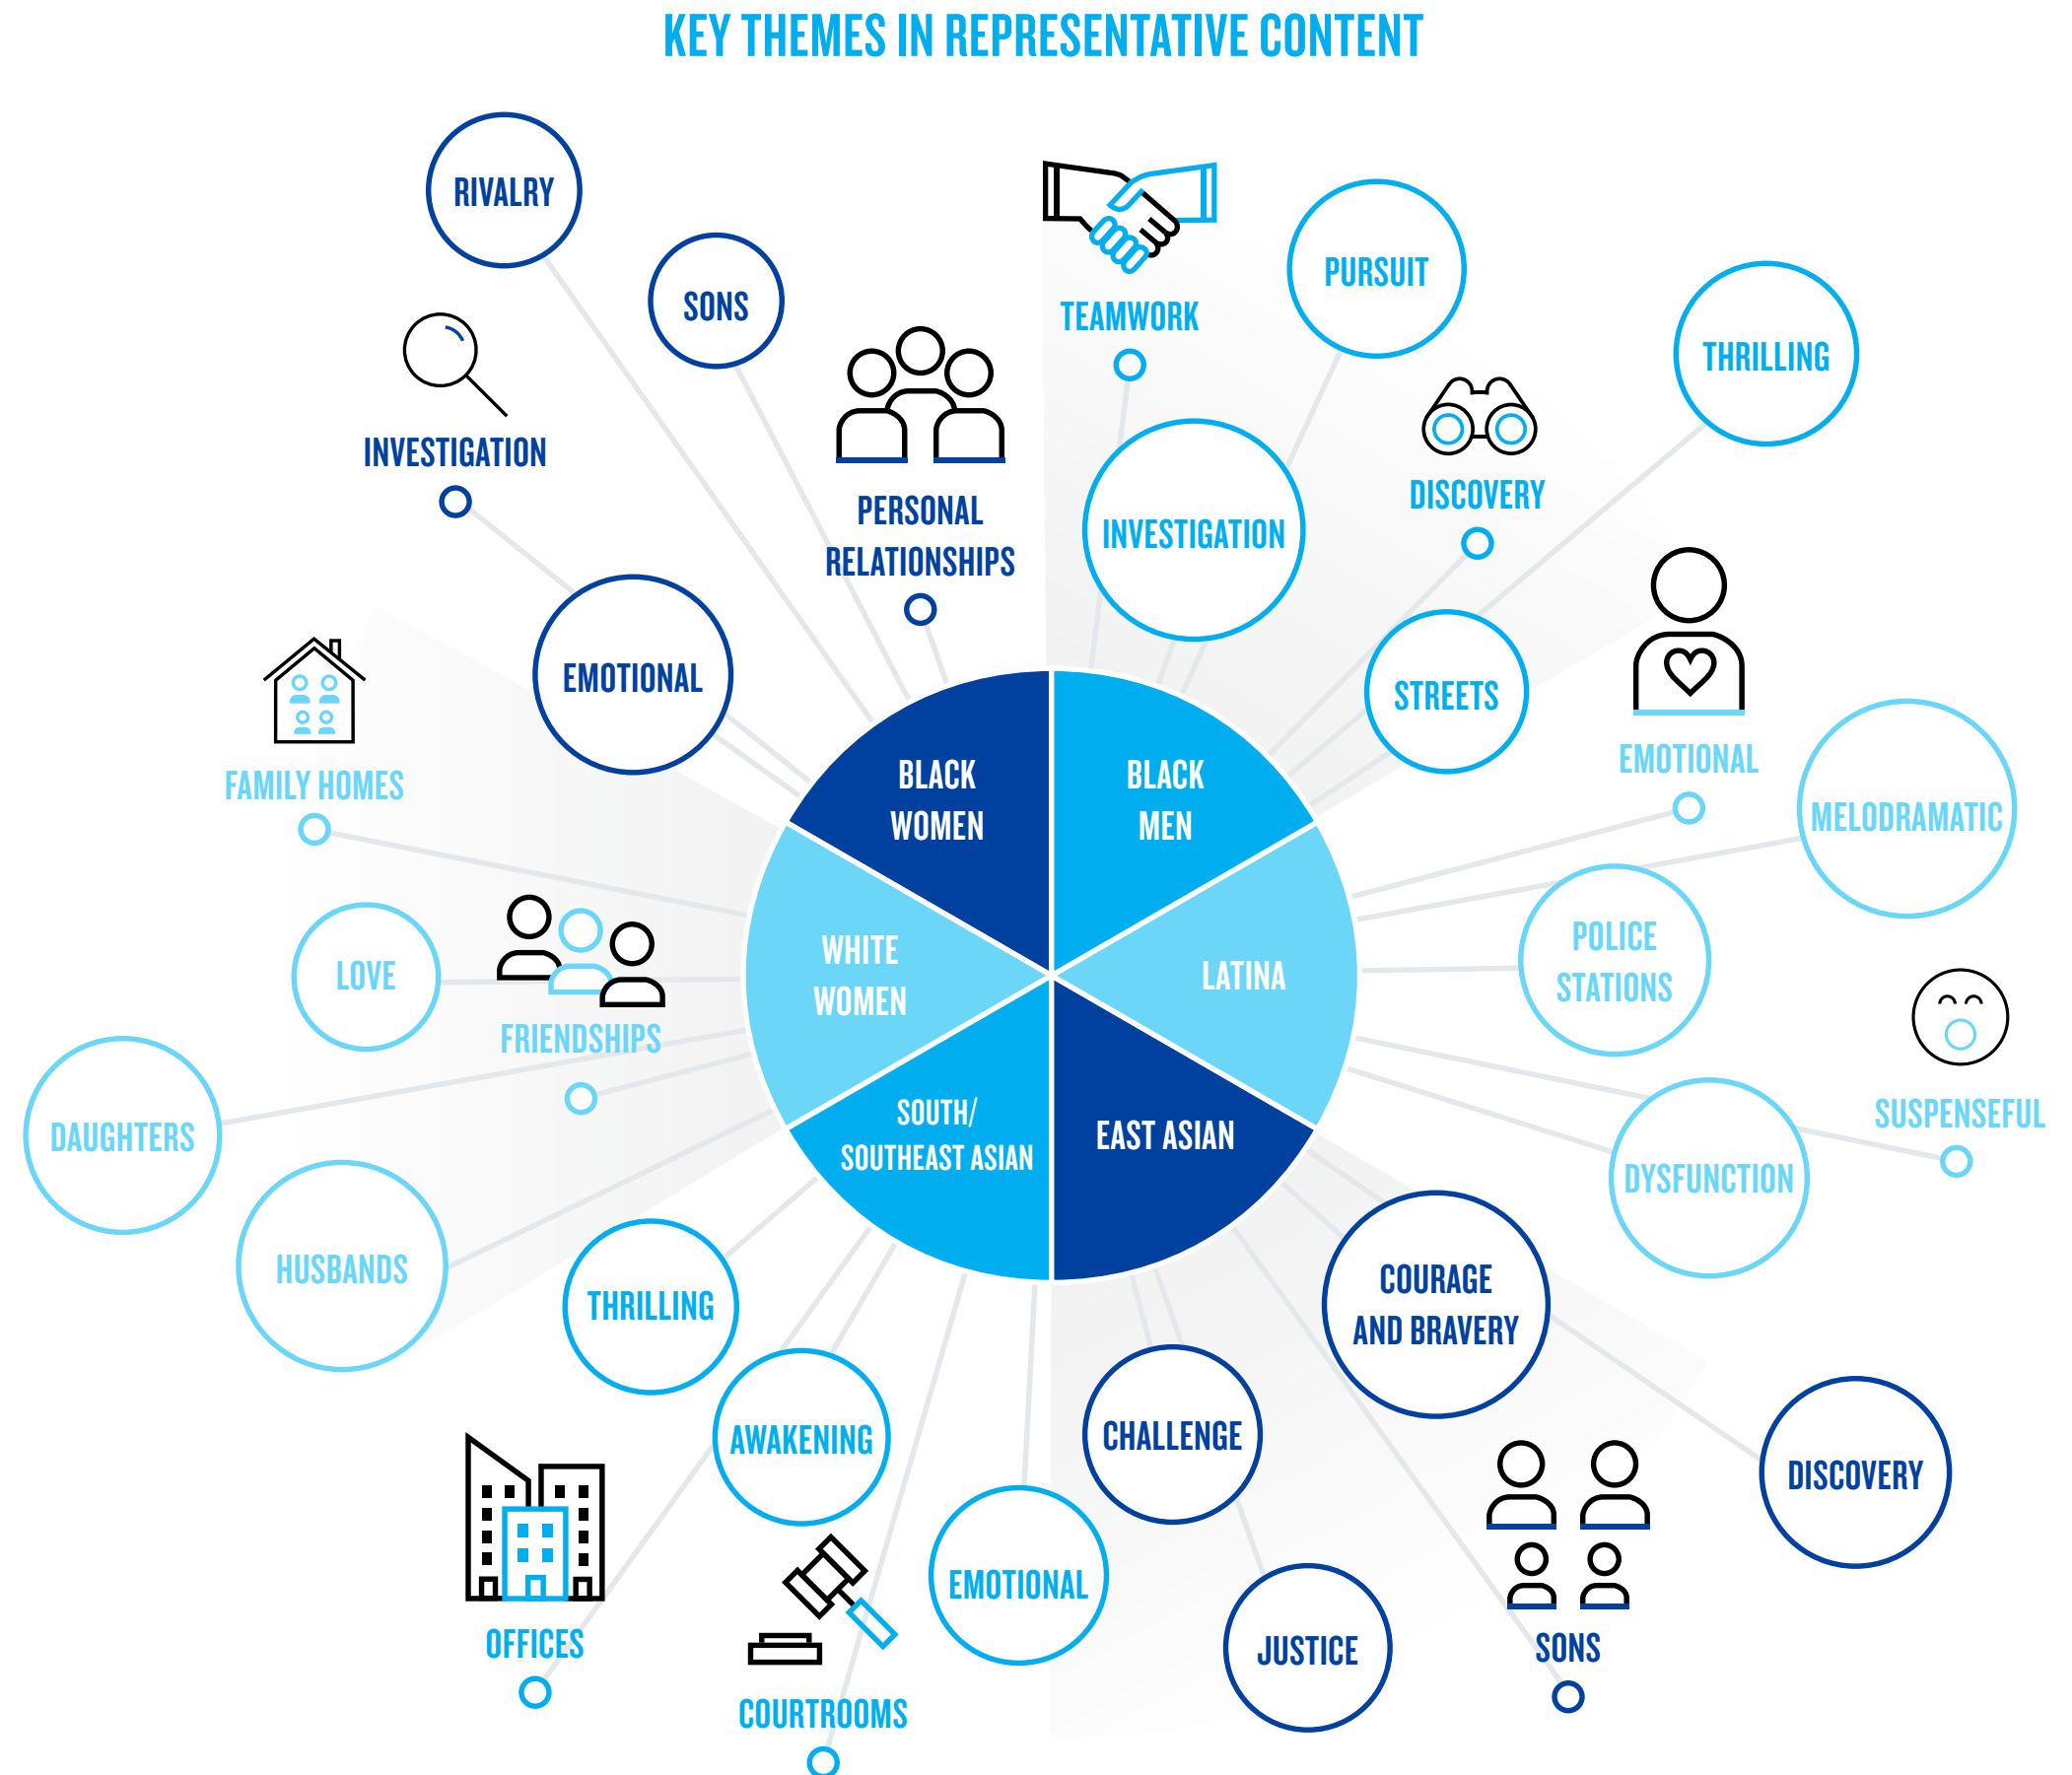 KEY THEMES IN REPRESENTATIVE CONTENT
RIVALRY
SONS
INVESTIGATION
PERSONAL
RELATIONSHIPS
EMOTIONAL
TEAMWORK
PURSUIT
THRILLING
INVESTIGATION
DISCOVERY
STREETS
EMOTIONAL
MELODRAMATIC
POLICE
STATIONS
SUSPENSEFUL
DYSFUNCTION
FAMILY HOMES
LOVE
FRIENDSHIPS
DAUGHTERS
HUSBANDS
BLACK
WOMEN
BLACK
MEN
WHITE
WOMEN
LATINA
SOUTH/
SOUTHEAST ASIAN
EAST ASIAN
THRILLING
AWAKENING
OFFICES
COURTROOMS
EMOTIONAL
COURAGE
AND BRAVERY
CHALLENGE
DISCOVERY
JUSTICE
SONS